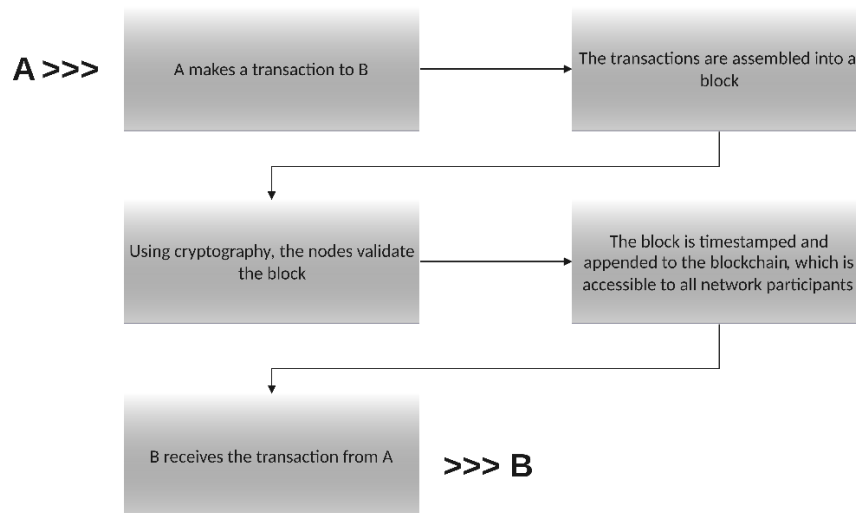 A >>>
A makes a transaction to B
The transactions are assembled into a
block
Using cryptography, the nodes validate
the block
The block is timestamped and
appended to the blockchain, which is
accessible to all network participants
B receives the transaction from A
>>> B